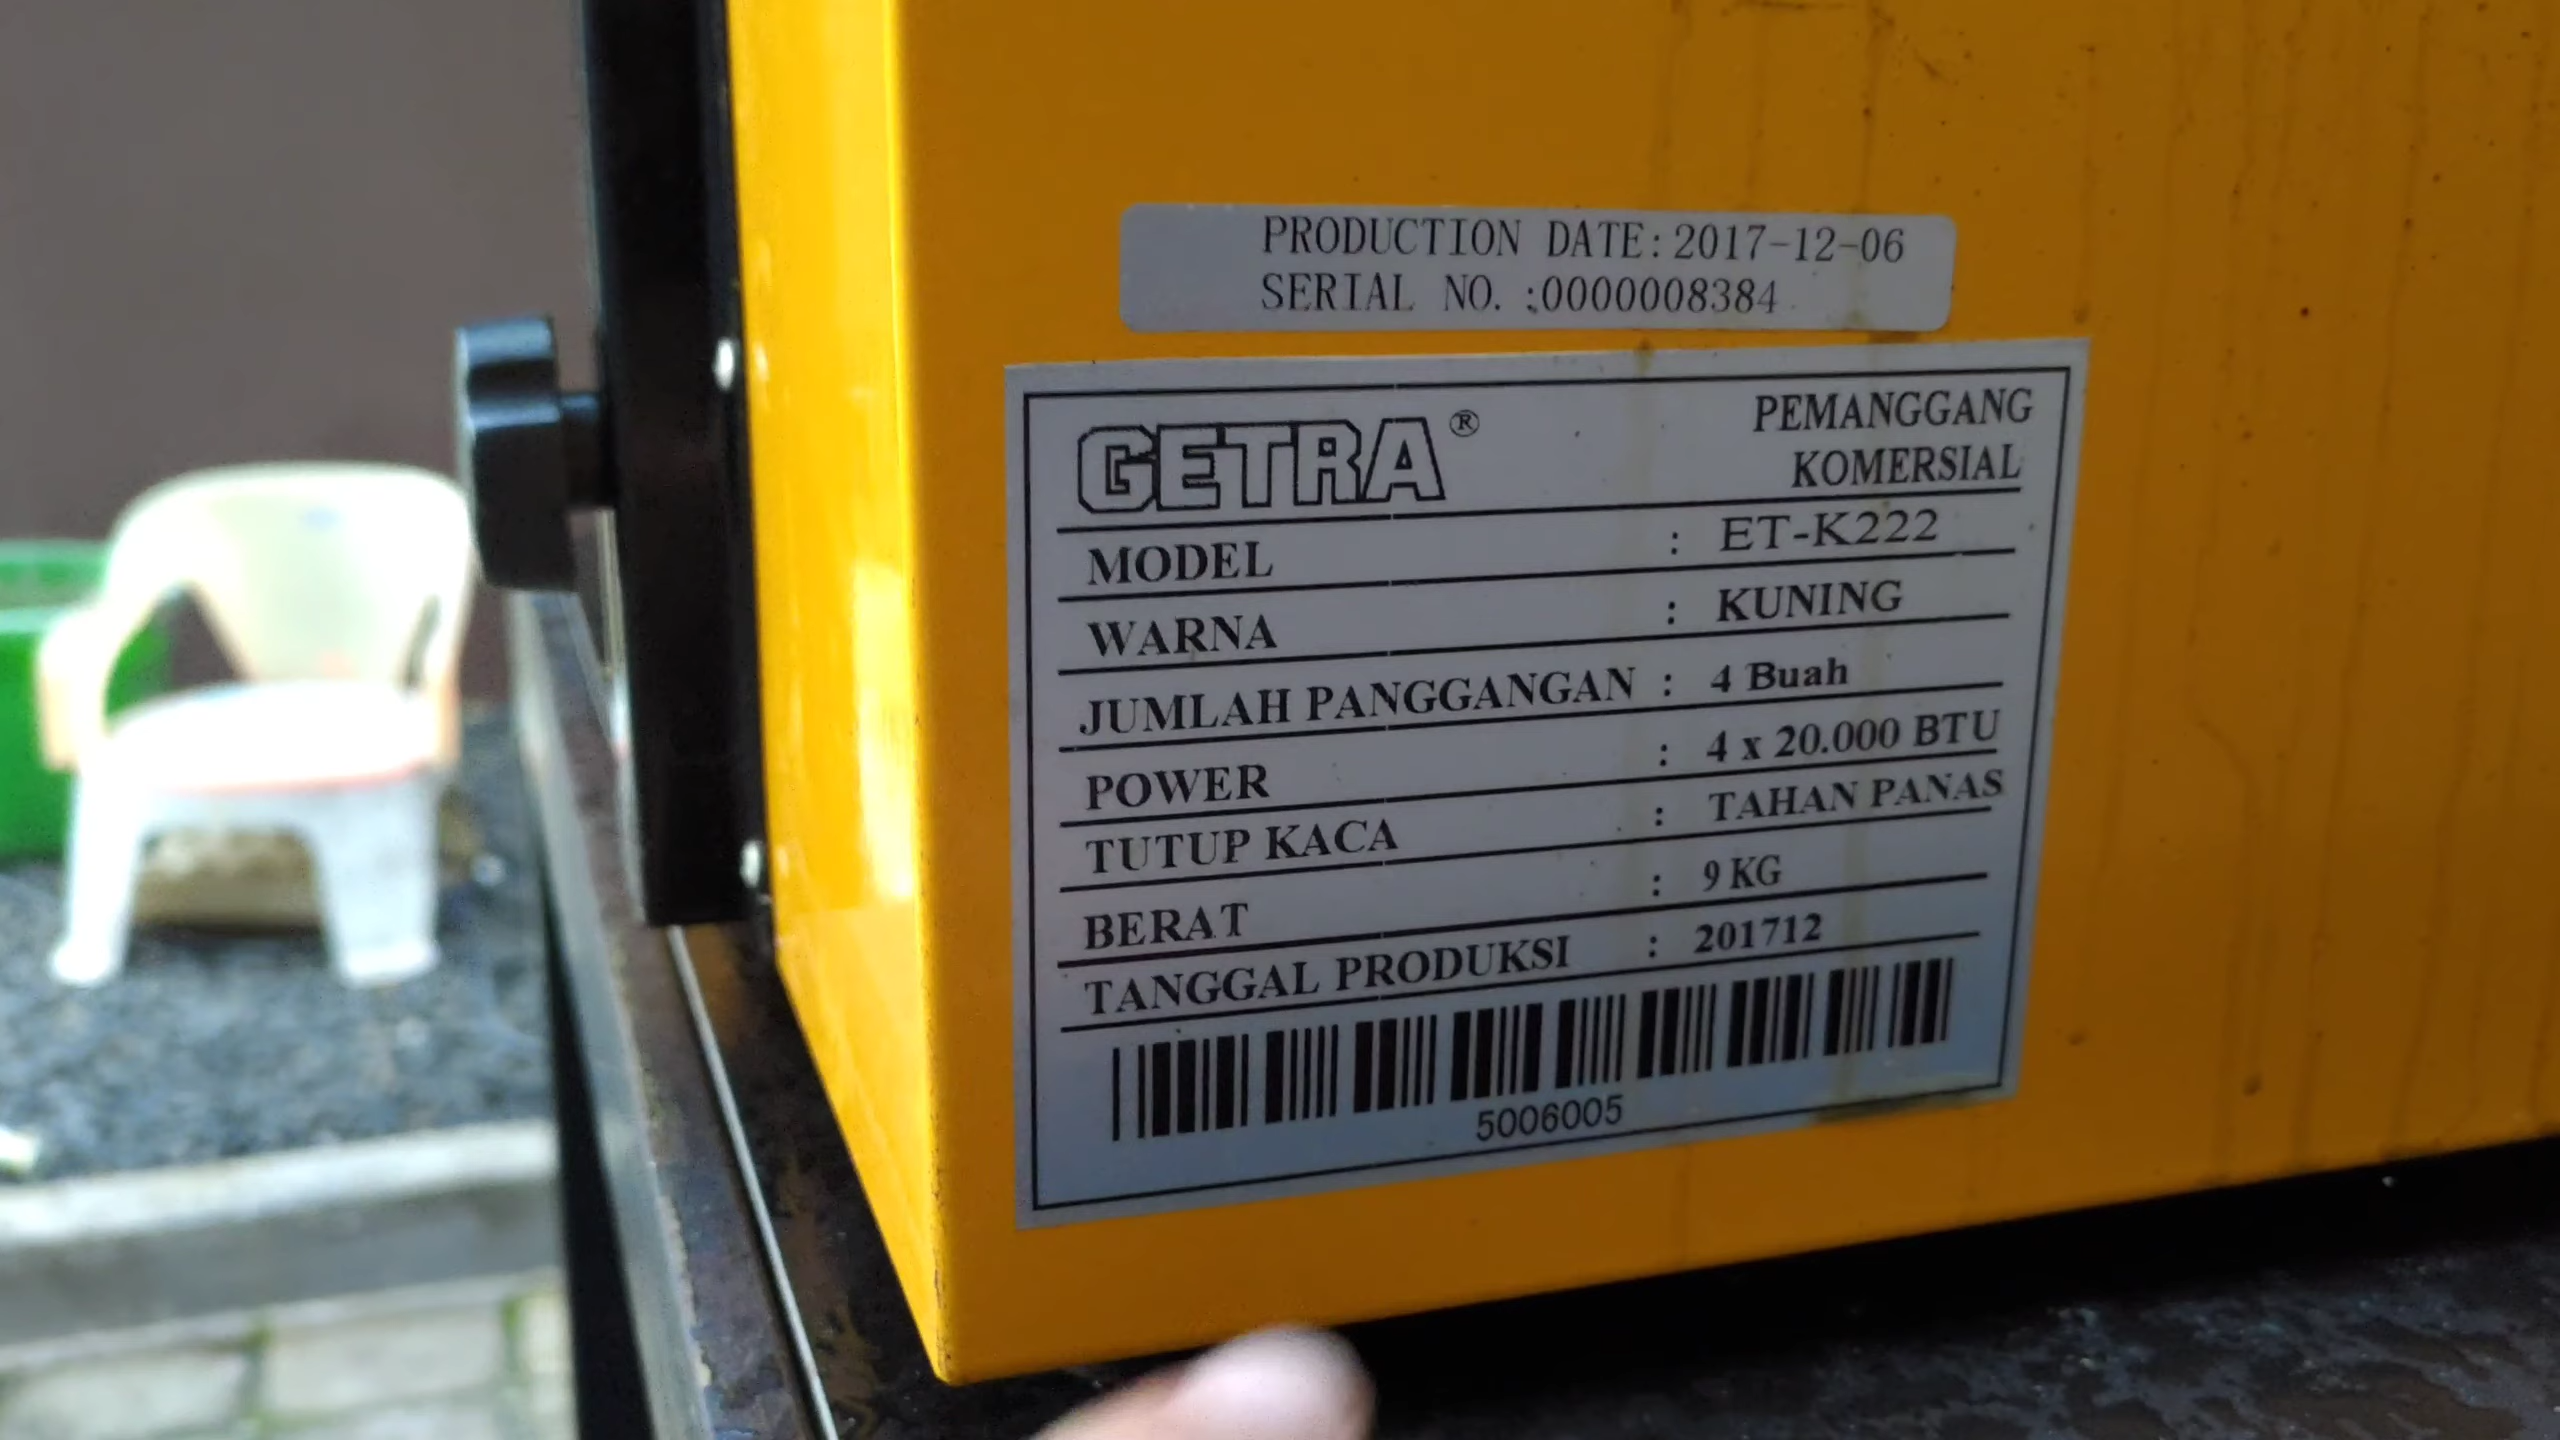 PRODUCTION DATE:2017-12-06
SERIAL NO. :0000008384
GETRA®
PEMANGGANG
KOMERSIAL
MODEL : ET-K222
WARNA : KUNING
JUMLAH PANGGANGAN : 4 Buah
POWER : 4 x 20.000 BTU
TUTUP KACA : TAHAN PANAS
BERAT : 9 KG
TANGGAL PRODUKSI : 201712
5006005